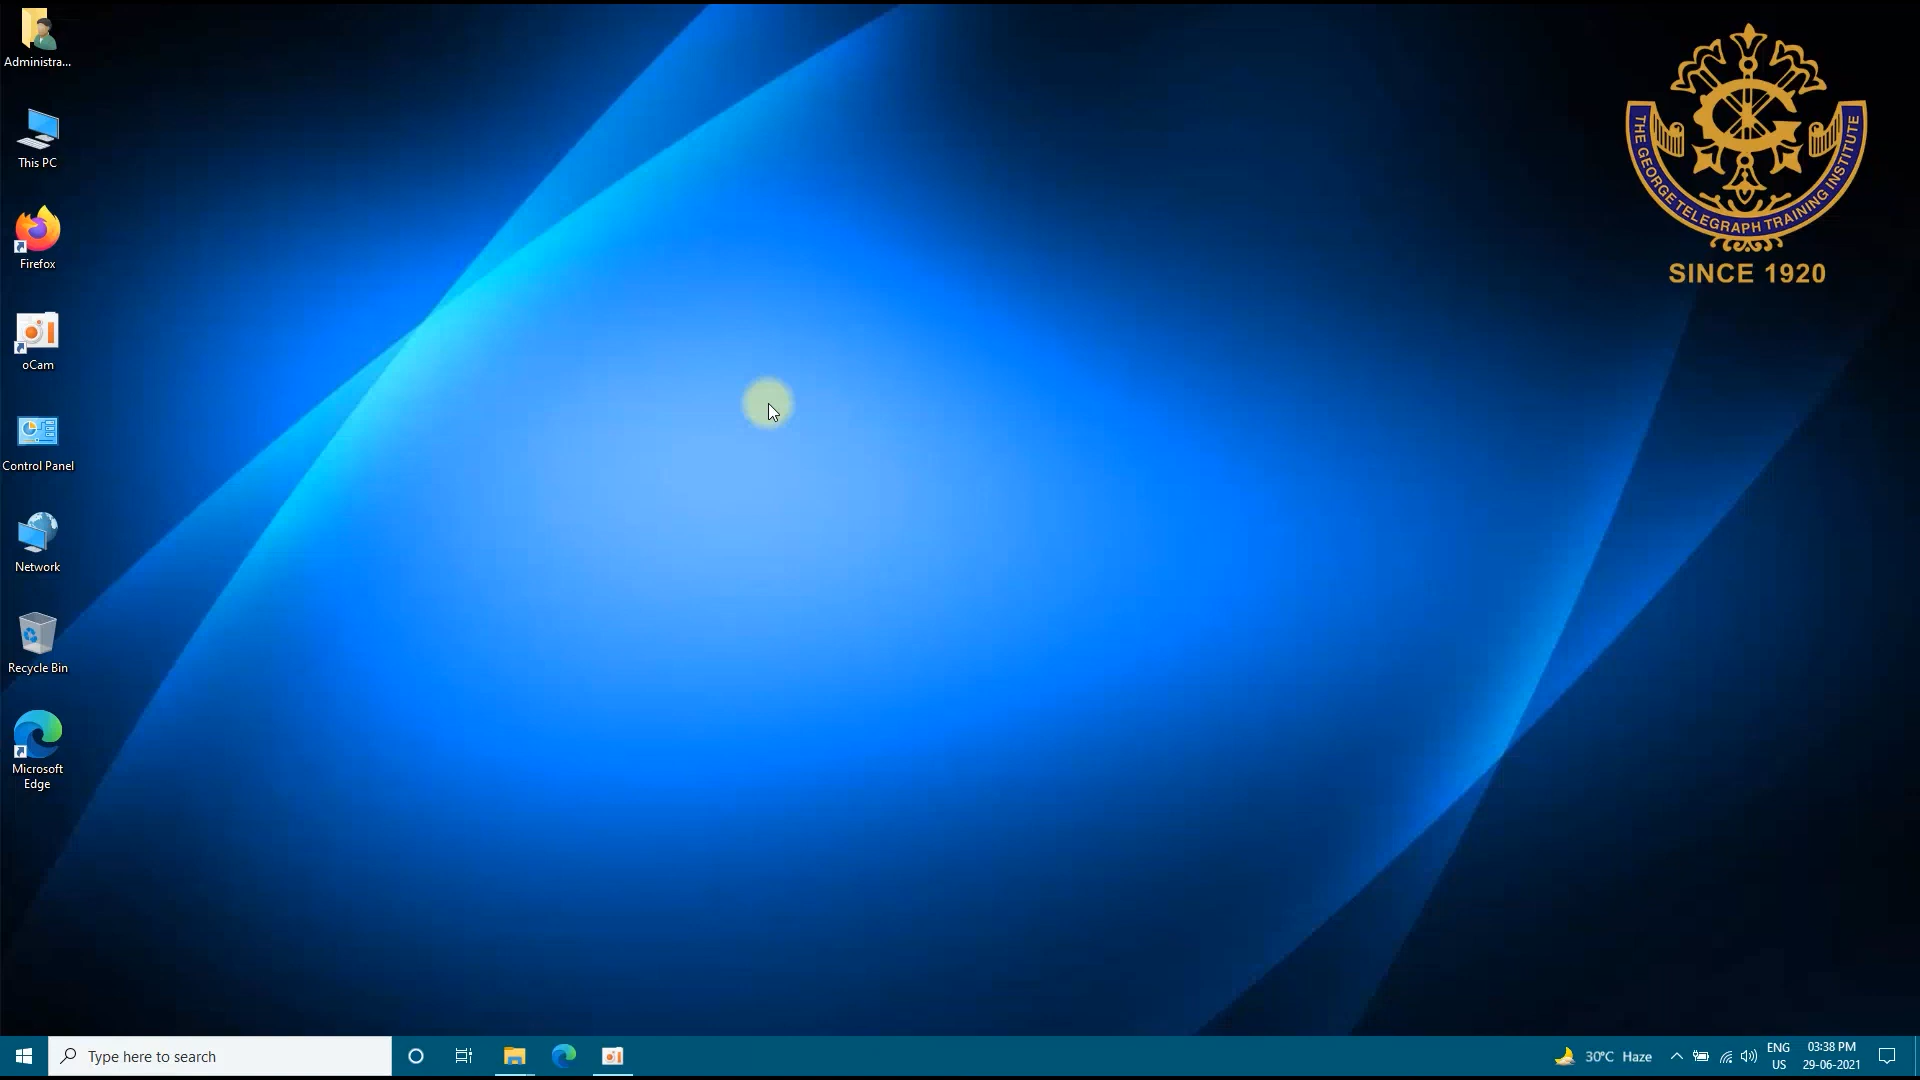 Administra...
This PC
Firefox
oCam
Control Panel
Network
Recycle Bin
Microsoft
Edge
THE GEORGE TELEGRAPH TRAINING INSTITUTE
SINCE 1920
Type here to search
30°C Haze
ENG
US
03:38 PM
29-06-2021